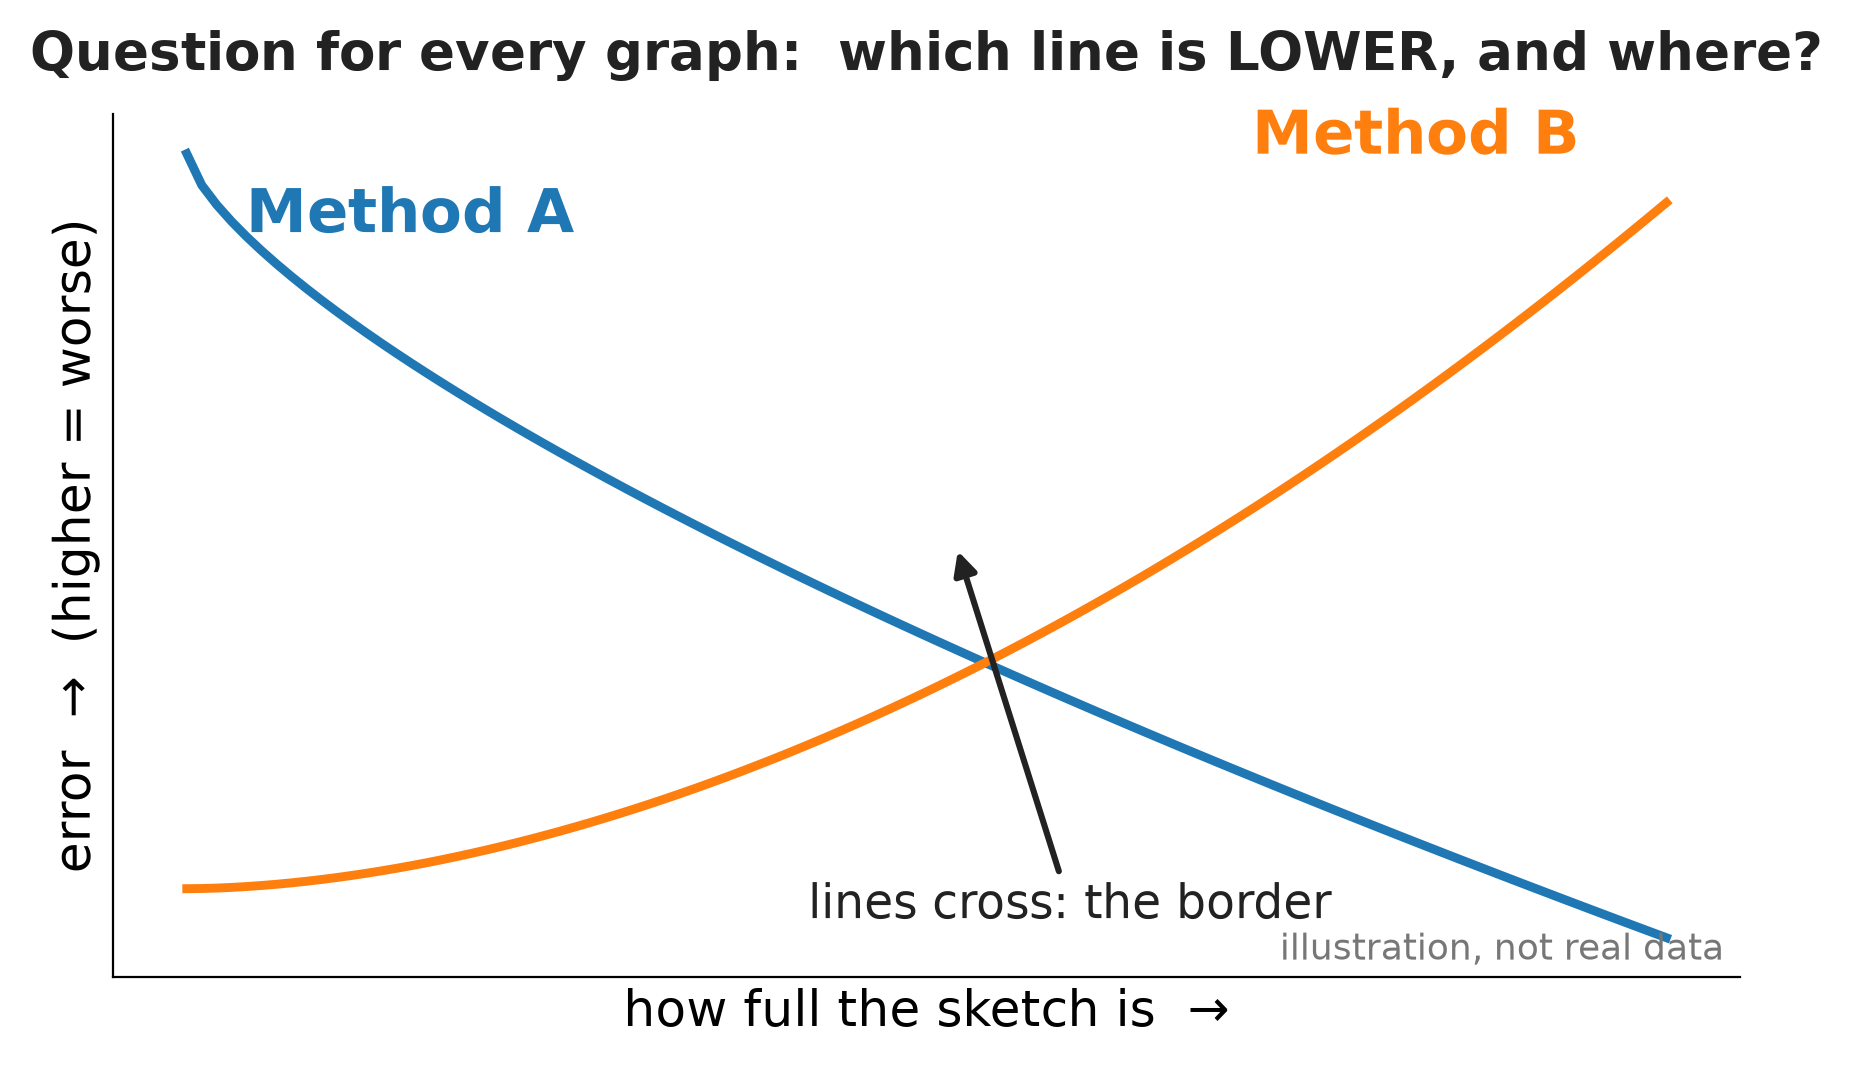 Question for every graph:  which line is LOWER, and where?
Method B
Method A
error → (higher = worse)
lines cross: the border
illustration, not real data
how full the sketch is →